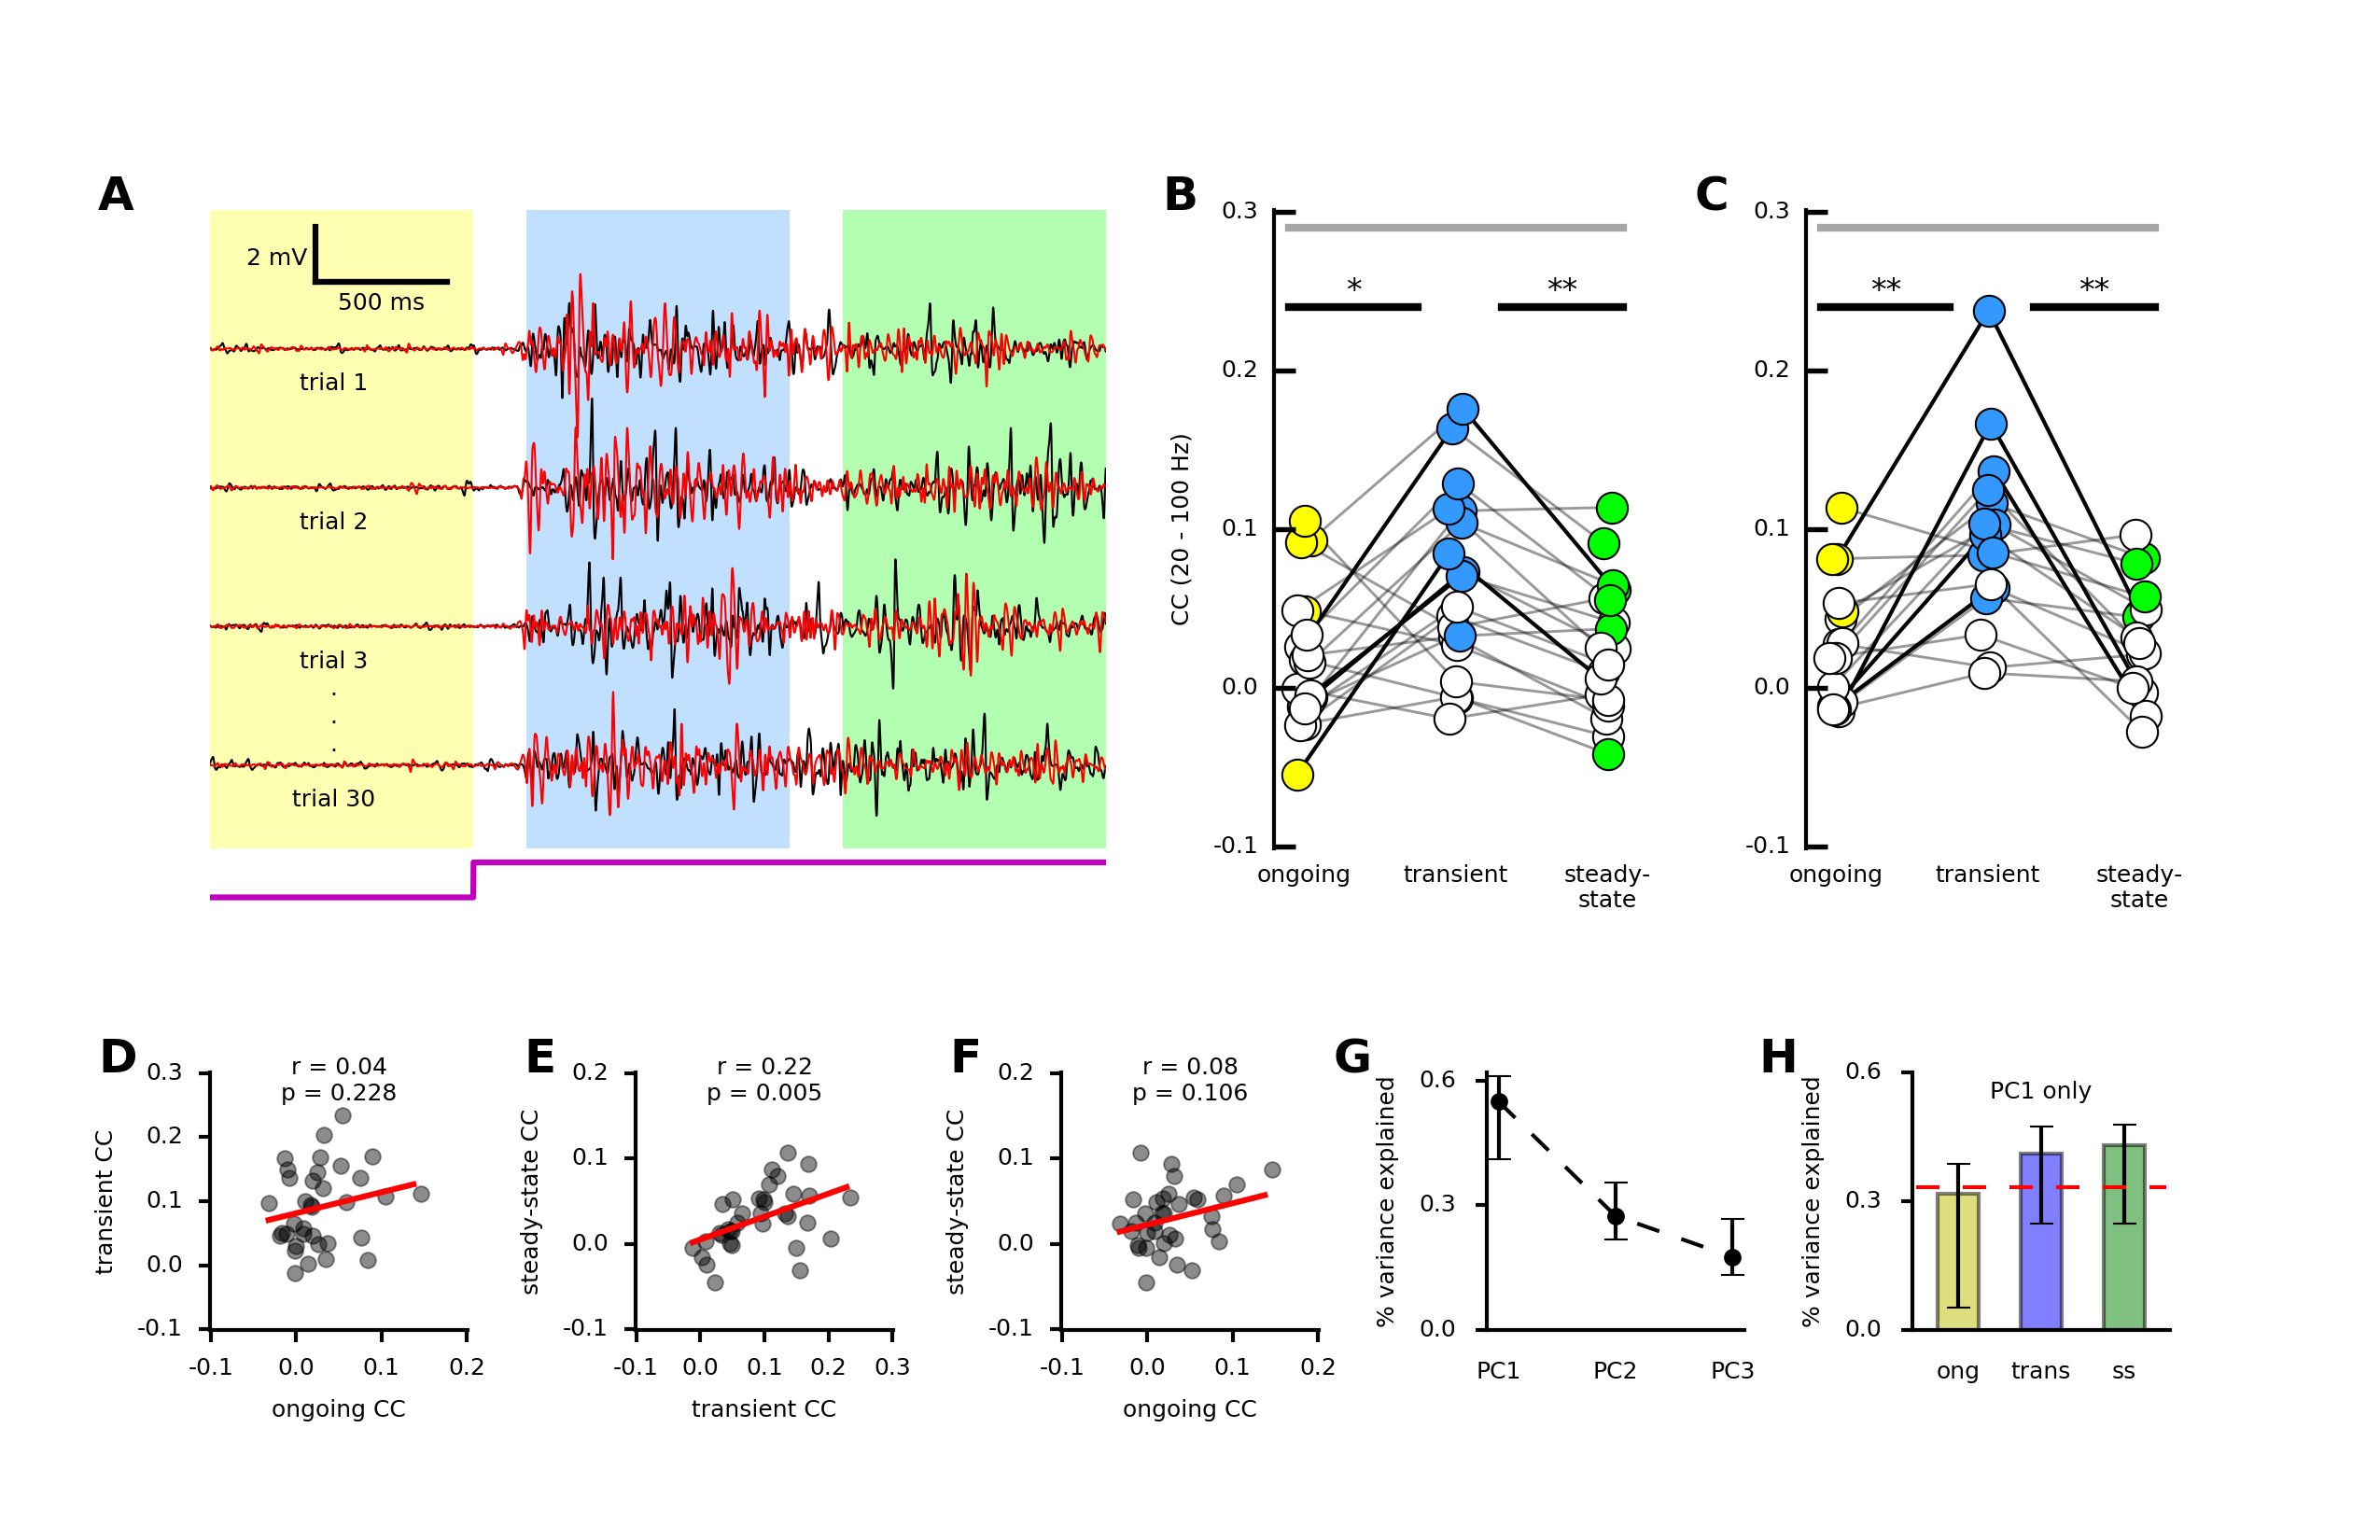 A
2 mV
500 ms
trial 1
trial 2
trial 3
.
.
.
trial 30
B
CC (20 - 100 Hz)
0.3
0.2
0.1
0.0
-0.1
*
**
ongoing
transient
steady-
state
C
0.3
0.2
0.1
0.0
-0.1
**
**
ongoing
transient
steady-
state
D
r = 0.04
p = 0.228
transient CC
0.3
0.2
0.1
0.0
-0.1
-0.1 0.0 0.1 0.2
ongoing CC
E
r = 0.22
p = 0.005
steady-state CC
0.2
0.1
0.0
-0.1
-0.1 0.0 0.1 0.2 0.3
transient CC
F
r = 0.08
p = 0.106
steady-state CC
0.2
0.1
0.0
-0.1
-0.1 0.0 0.1 0.2
ongoing CC
G
% variance explained
0.6
0.3
0.0
PC1 PC2 PC3
H
PC1 only
% variance explained
0.6
0.3
0.0
ong trans ss